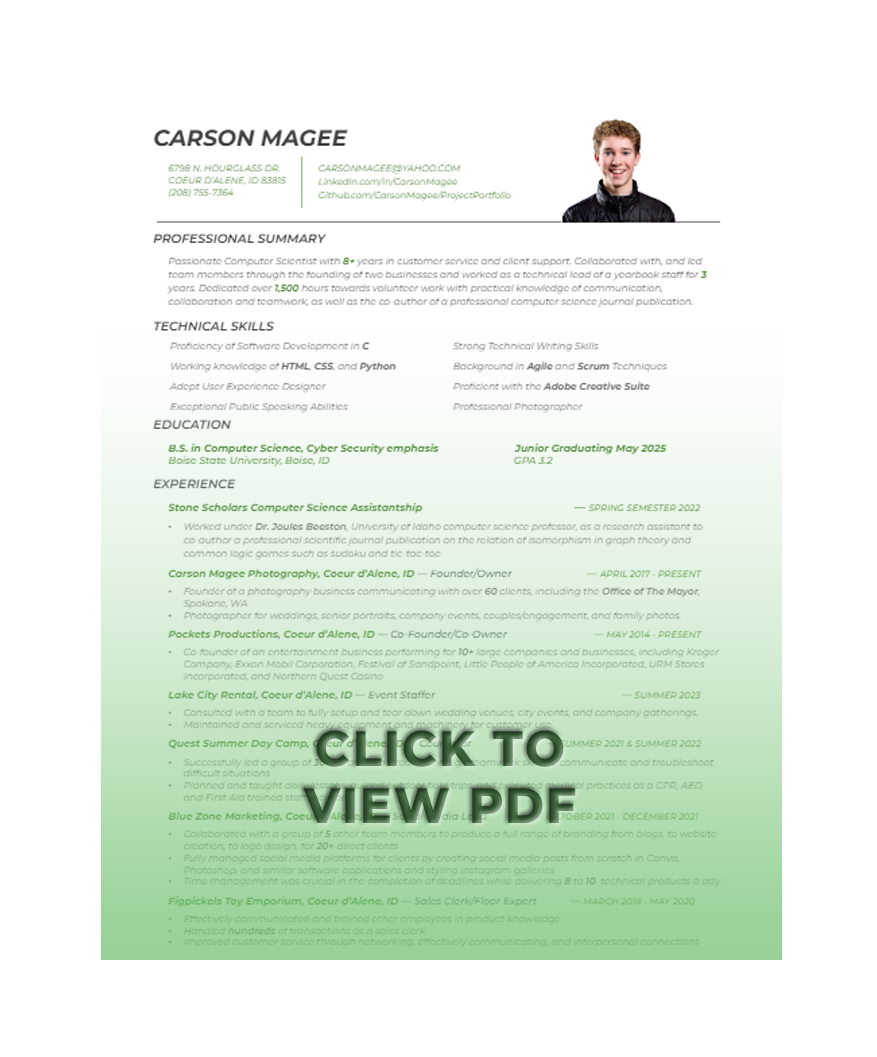 CARSON MAGEE
6798 N. HOURGLASS DR.
COEUR D'ALENE, ID 83815
(208) 755-7364
CARSONMAGEE@YAHOO.COM
LinkedIn.com/in/CarsonMagee
Github.com/CarsonMagee/ProjectPortfolio
PROFESSIONAL SUMMARY
Passionate Computer Scientist with 8+ years in customer service and client support. Collaborated with, and led
team members through the founding of two businesses and worked as a technical lead of a yearbook staff for 3
years. Dedicated over 1,500 hours towards volunteer work with practical knowledge of communication,
collaboration and teamwork, as well as the co-author of a professional computer science journal publication.
TECHNICAL SKILLS
Proficiency of Software Development in C
Working knowledge of HTML, CSS, and Python
Adept User Experience Designer
Exceptional Public Speaking Abilities
Strong Technical Writing Skills
Background in Agile and Scrum Techniques
Proficient with the Adobe Creative Suite
Professional Photographer
EDUCATION
B.S. in Computer Science, Cyber Security emphasis
Boise State University, Boise, ID
Junior Graduating May 2025
GPA 3.2
EXPERIENCE
Stone Scholars Computer Science Assistantship — SPRING SEMESTER 2022
• Worked under Dr. Joules Beeston, University of Idaho computer science professor, as a research assistant to
co-author a professional scientific journal publication on the relation of isomorphism in graph theory and
common logic games such as sudoku and tic-tac-toe
Carson Magee Photography, Coeur d'Alene, ID — Founder/Owner — APRIL 2017 - PRESENT
• Founder of a photography business communicating with over 60 clients, including the Office of The Mayor,
Spokane, WA
• Photographer for weddings, senior portraits, company events, couples/engagement, and family photos.
Pockets Productions, Coeur d'Alene, ID — Co-Founder/Co-Owner — MAY 2014 - PRESENT
• Co-founder of an entertainment business performing for 10+ large companies and businesses, including Kroger
Company, Exxon Mobil Corporation, Festival of Sandpoint, Little People of America Incorporated, URM Stores
Incorporated, and Northern Quest Casino
Lake City Rental, Coeur d'Alene, ID — Event Staffer — SUMMER 2023
• Consulted with a team to fully setup and tear down wedding venues, city events, and company gatherings.
• Maintained and serviced heavy equipment and machinery for customer use
Quest Summer Day Camp, SUMMER 2021 & SUMMER 2022
• Successfully led a group of communicate and troubleshoot
difficult situations
• Planned and taught practices as a CPR, AED,
and First Aid trained
CLICK TO
VIEW PDF
Blue Zone Marketing, 2021 - DECEMBER 2021
• Collaborated with a group of 5 other team members to produce a full range of branding from blogs, to website
creation, to logo design, for 20+ direct clients
• Fully managed social media platforms for clients by creating social media posts from scratch in Canva,
Photoshop, and similar software applications and styling Instagram galleries
• Time management was crucial in the completion of deadlines while delivering 8 to 10 technical products a day
Figpickels Toy Emporium, Coeur d'Alene, ID — Sales Clerk/Floor Expert — MARCH 2018 - MAY 2020
• Effectively communicated and trained other employees in product knowledge
• Handled hundreds of transactions as a sales clerk
• Improved customer service through networking, effectively communicating, and interpersonal connections